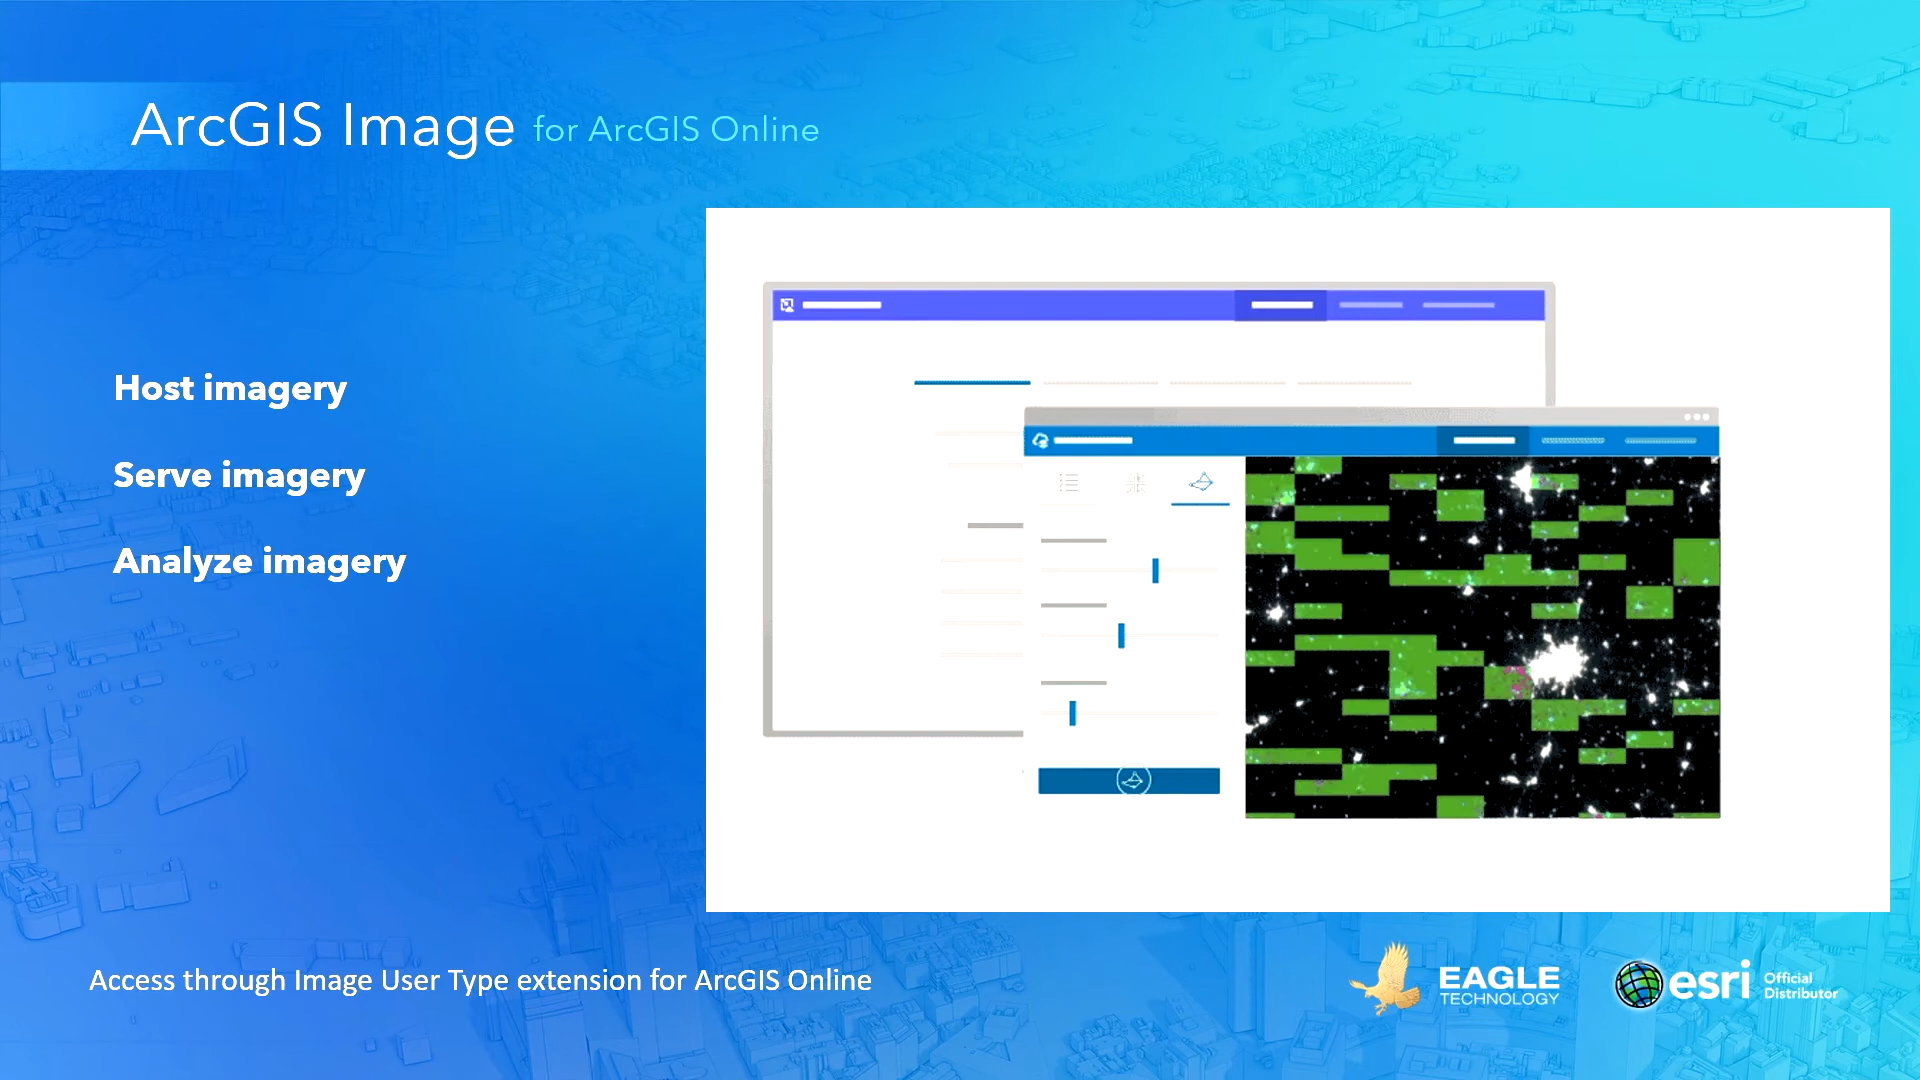 ArcGIS Image for ArcGIS Online
Host imagery
Serve imagery
Analyze imagery
Access through Image User Type extension for ArcGIS Online
EAGLE
TECHNOLOGY
esri
Official
Distributor